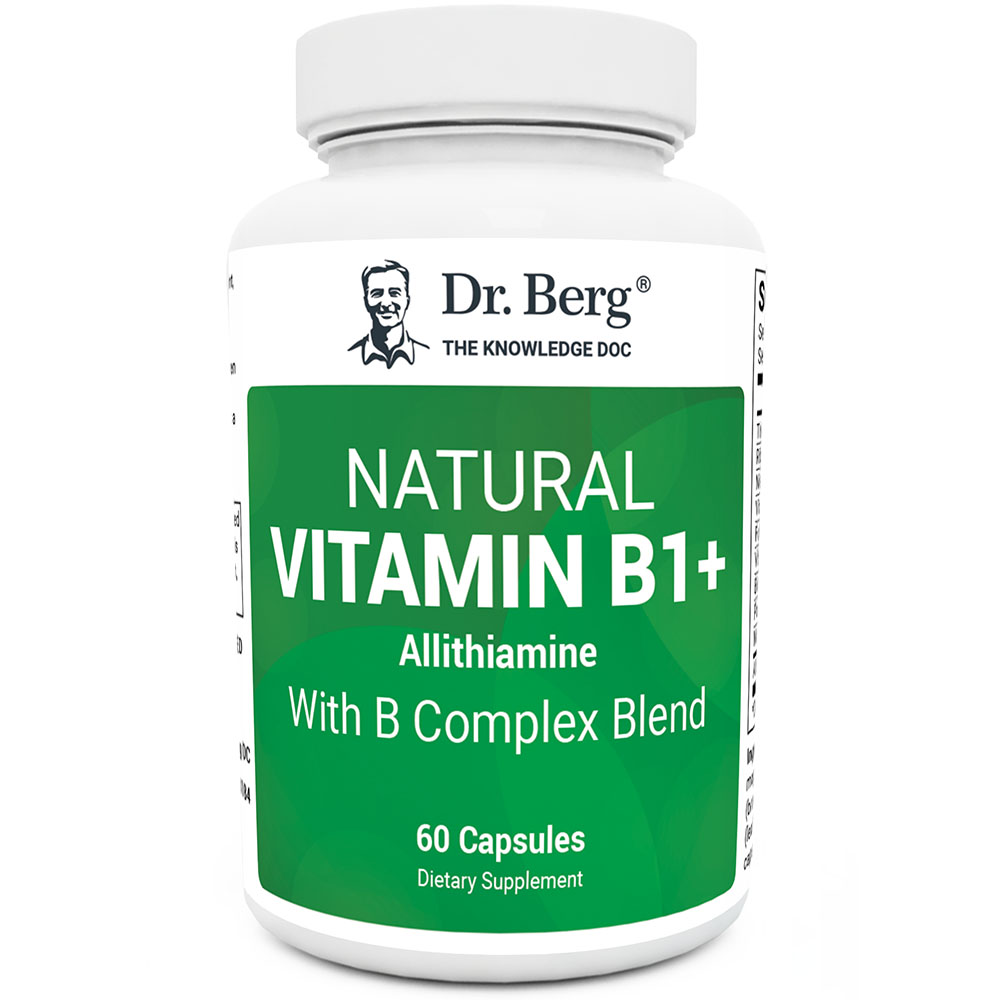 Dr. Berg®
THE KNOWLEDGE DOC
NATURAL
VITAMIN B1+
Allithiamine
With B Complex Blend
60 Capsules
Dietary Supplement